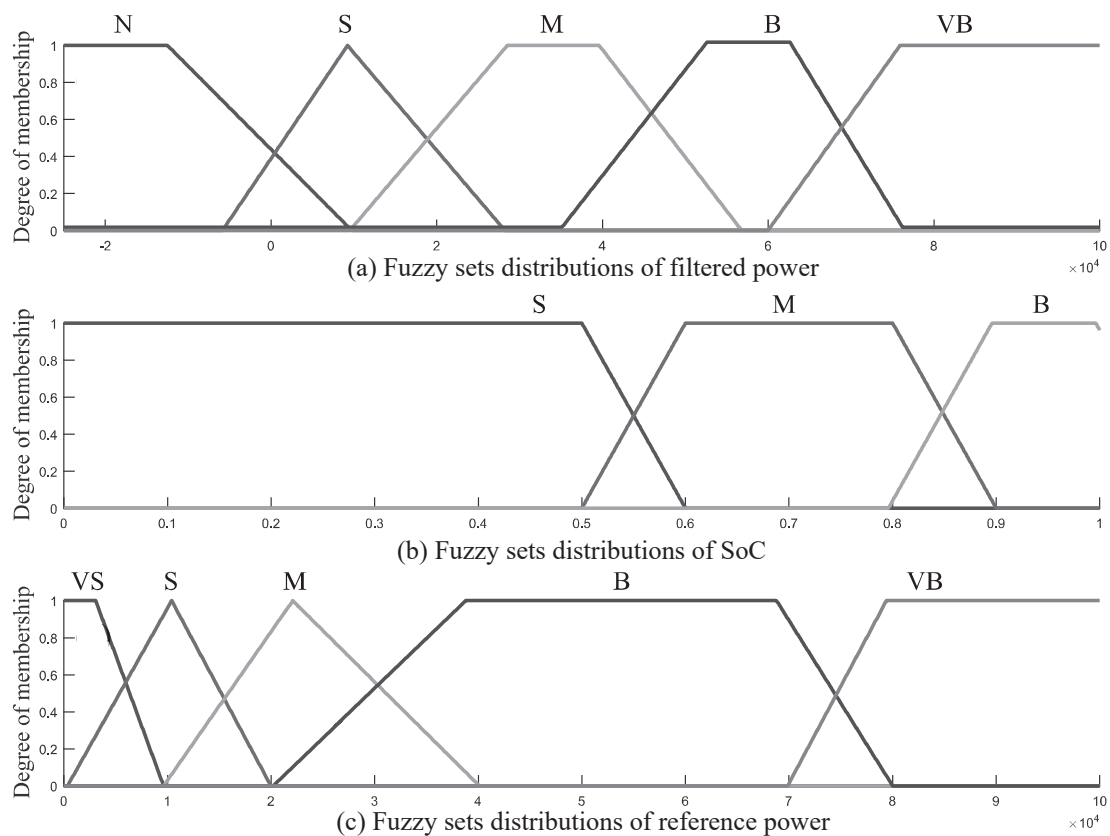 N S M B VB
Degree of membership
1
0.8
0.6
0.4
0.2
0
-2 0 2 4 6 8 10
×10⁴
(a) Fuzzy sets distributions of filtered power
S M B
Degree of membership
1
0.8
0.6
0.4
0.2
0
0 0.1 0.2 0.3 0.4 0.5 0.6 0.7 0.8 0.9 1
(b) Fuzzy sets distributions of SoC
VS S M B VB
Degree of membership
1
0.8
0.6
0.4
0.2
0
0 1 2 3 4 5 6 7 8 9 10
×10⁴
(c) Fuzzy sets distributions of reference power